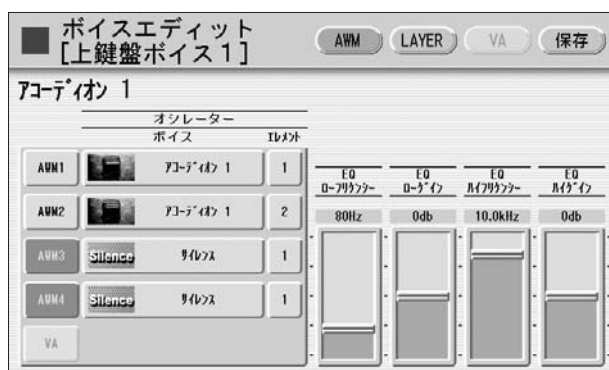 ボイスエディット
[上鍵盤ボイス1]
AWM LAYER VA 保存
アコーディオン 1
オシレーター
ボイス エレメント
AWM1 アコーディオン 1 1
AWM2 アコーディオン 1 2
AWM3 Silence サイレンス 1
AWM4 Silence サイレンス 1
VA
EQ ローフリケンシー
EQ ローゲイン
EQ ハイフリケンシー
EQ ハイゲイン
80Hz 0db 10.0kHz 0db